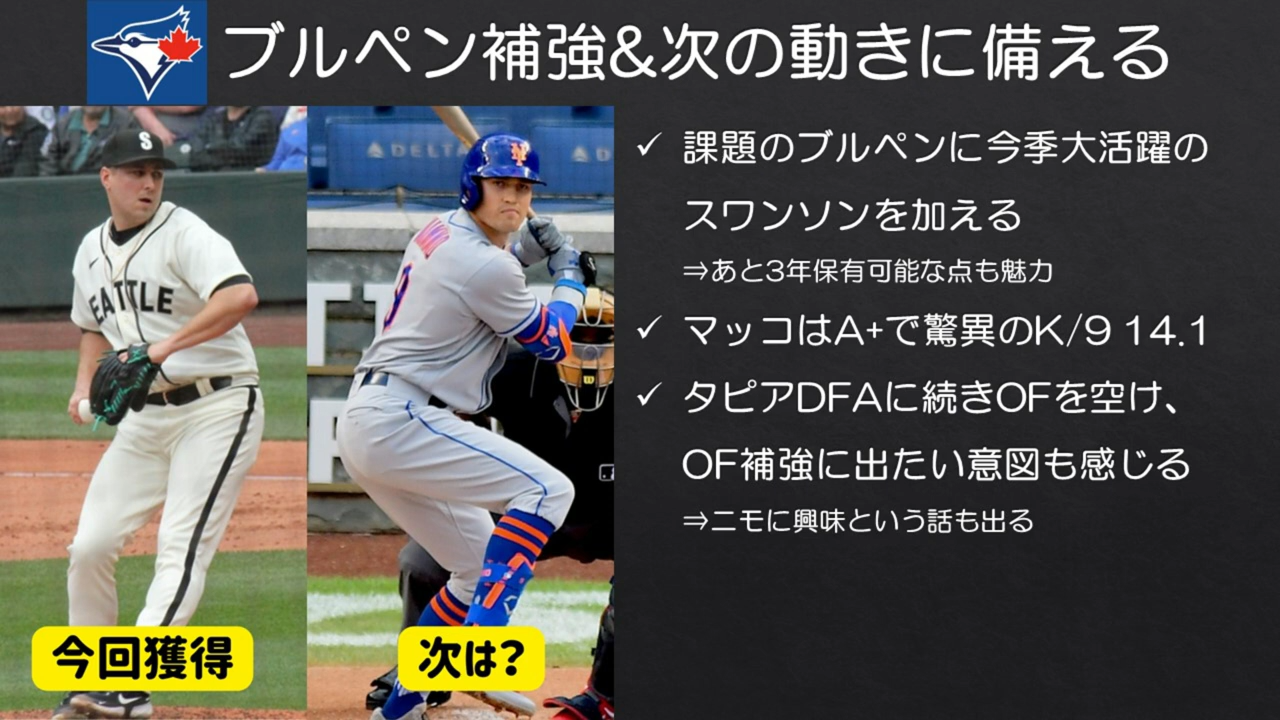 ブルペン補強&次の動きに備える
S
EATTLE
DELTA
NIMMO
9
✓ 課題のブルペンに今季大活躍の
スワンソンを加える
⇒あと3年保有可能な点も魅力
✓ マッコはA+で驚異のK/9 14.1
✓ タピアDFAに続きOFを空け、
OF補強に出たい意図も感じる
⇒ニモに興味という話も出る
今回獲得
次は?